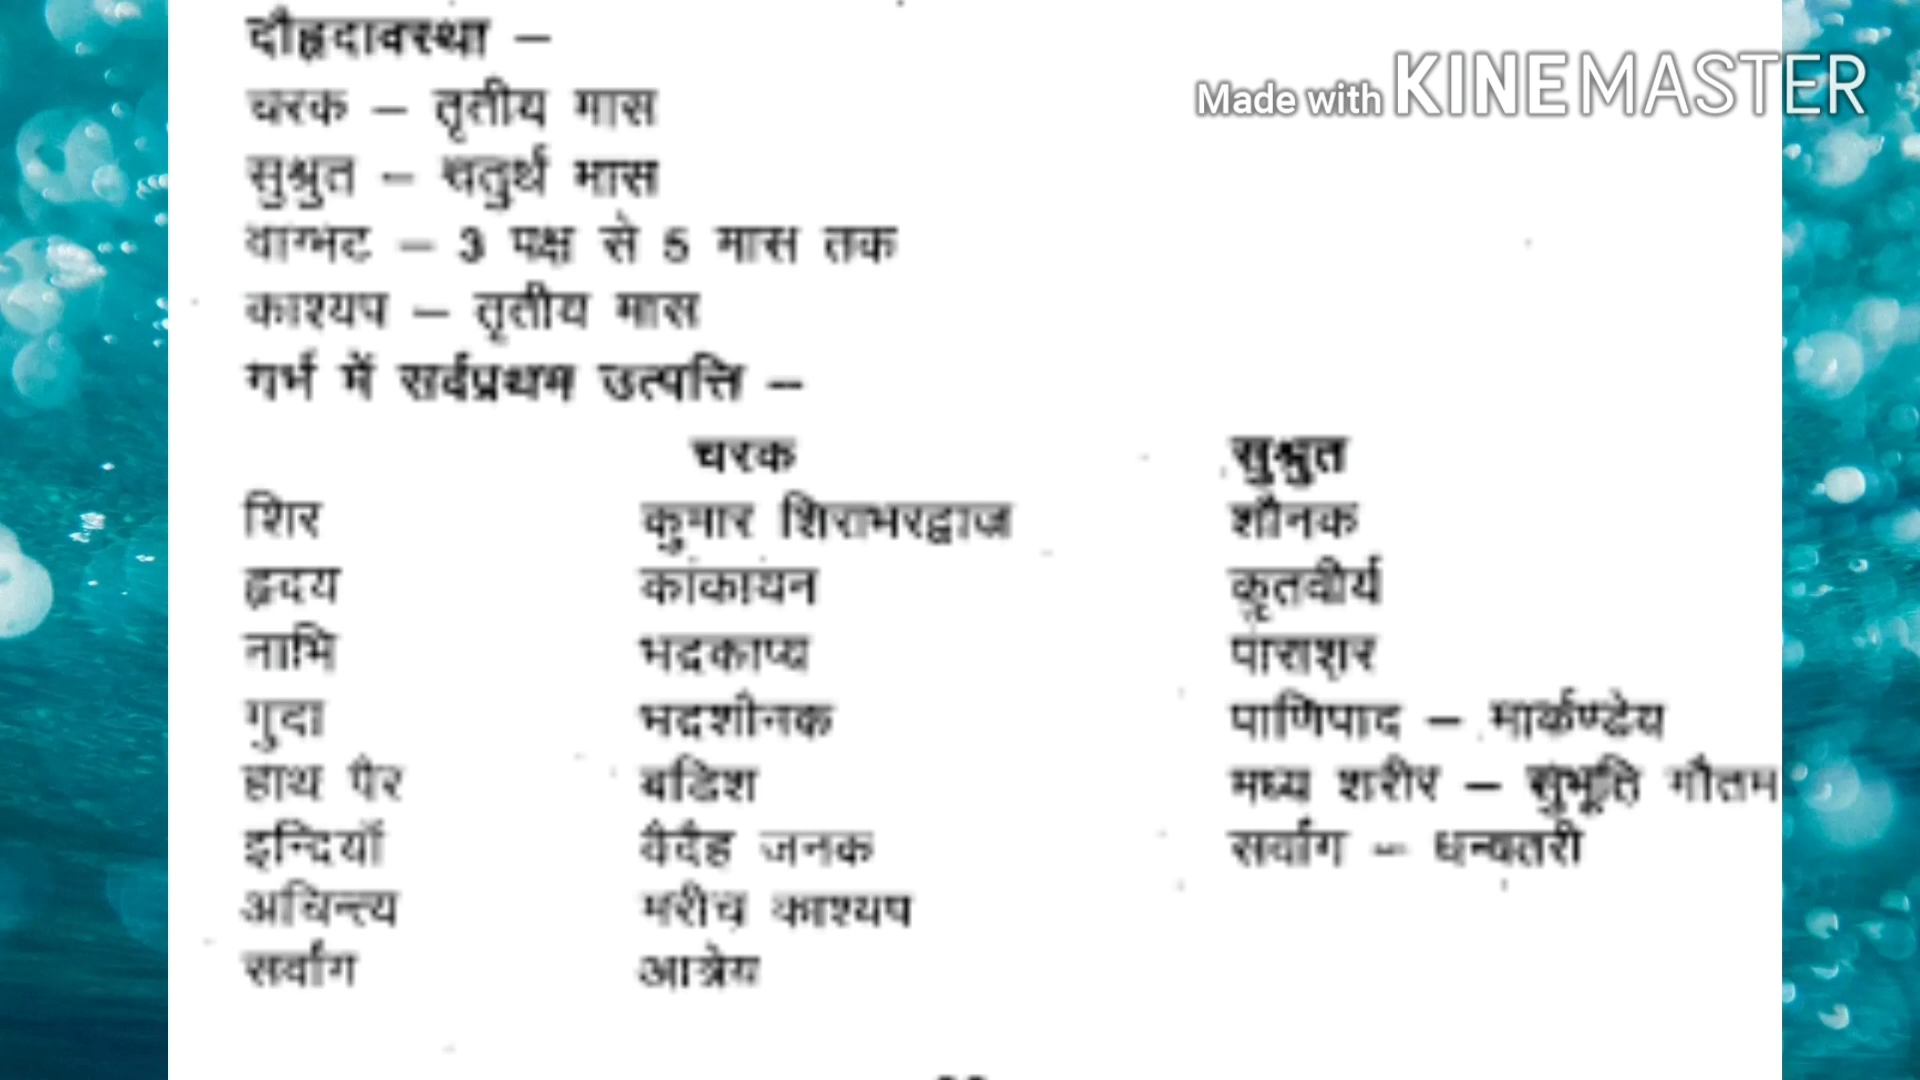 दौहृदावस्था –
Made with KINEMASTER
चरक – तृतीय मास
सुश्रुत – चतुर्थ मास
वाग्भट – 3 पक्ष से 5 मास तक
काश्यप – तृतीय मास
गर्भ में सर्वप्रथम उत्पत्ति –
चरक सुश्रुत
शिर कुमार शिराभरद्वाज शौनक
हृदय कांकायन कृतवीर्य
नाभि भद्रकाप्य पाराशर
गुदा भद्रशौनक पाणिपाद – मार्कण्डेय
हाथ पैर बडिश मध्य शरीर – सुभूति गौतम
इन्द्रियाँ वैदेह जनक सर्वांग – धन्वतरी
अचिन्त्य मरीच काश्यप
सर्वांग आत्रेय